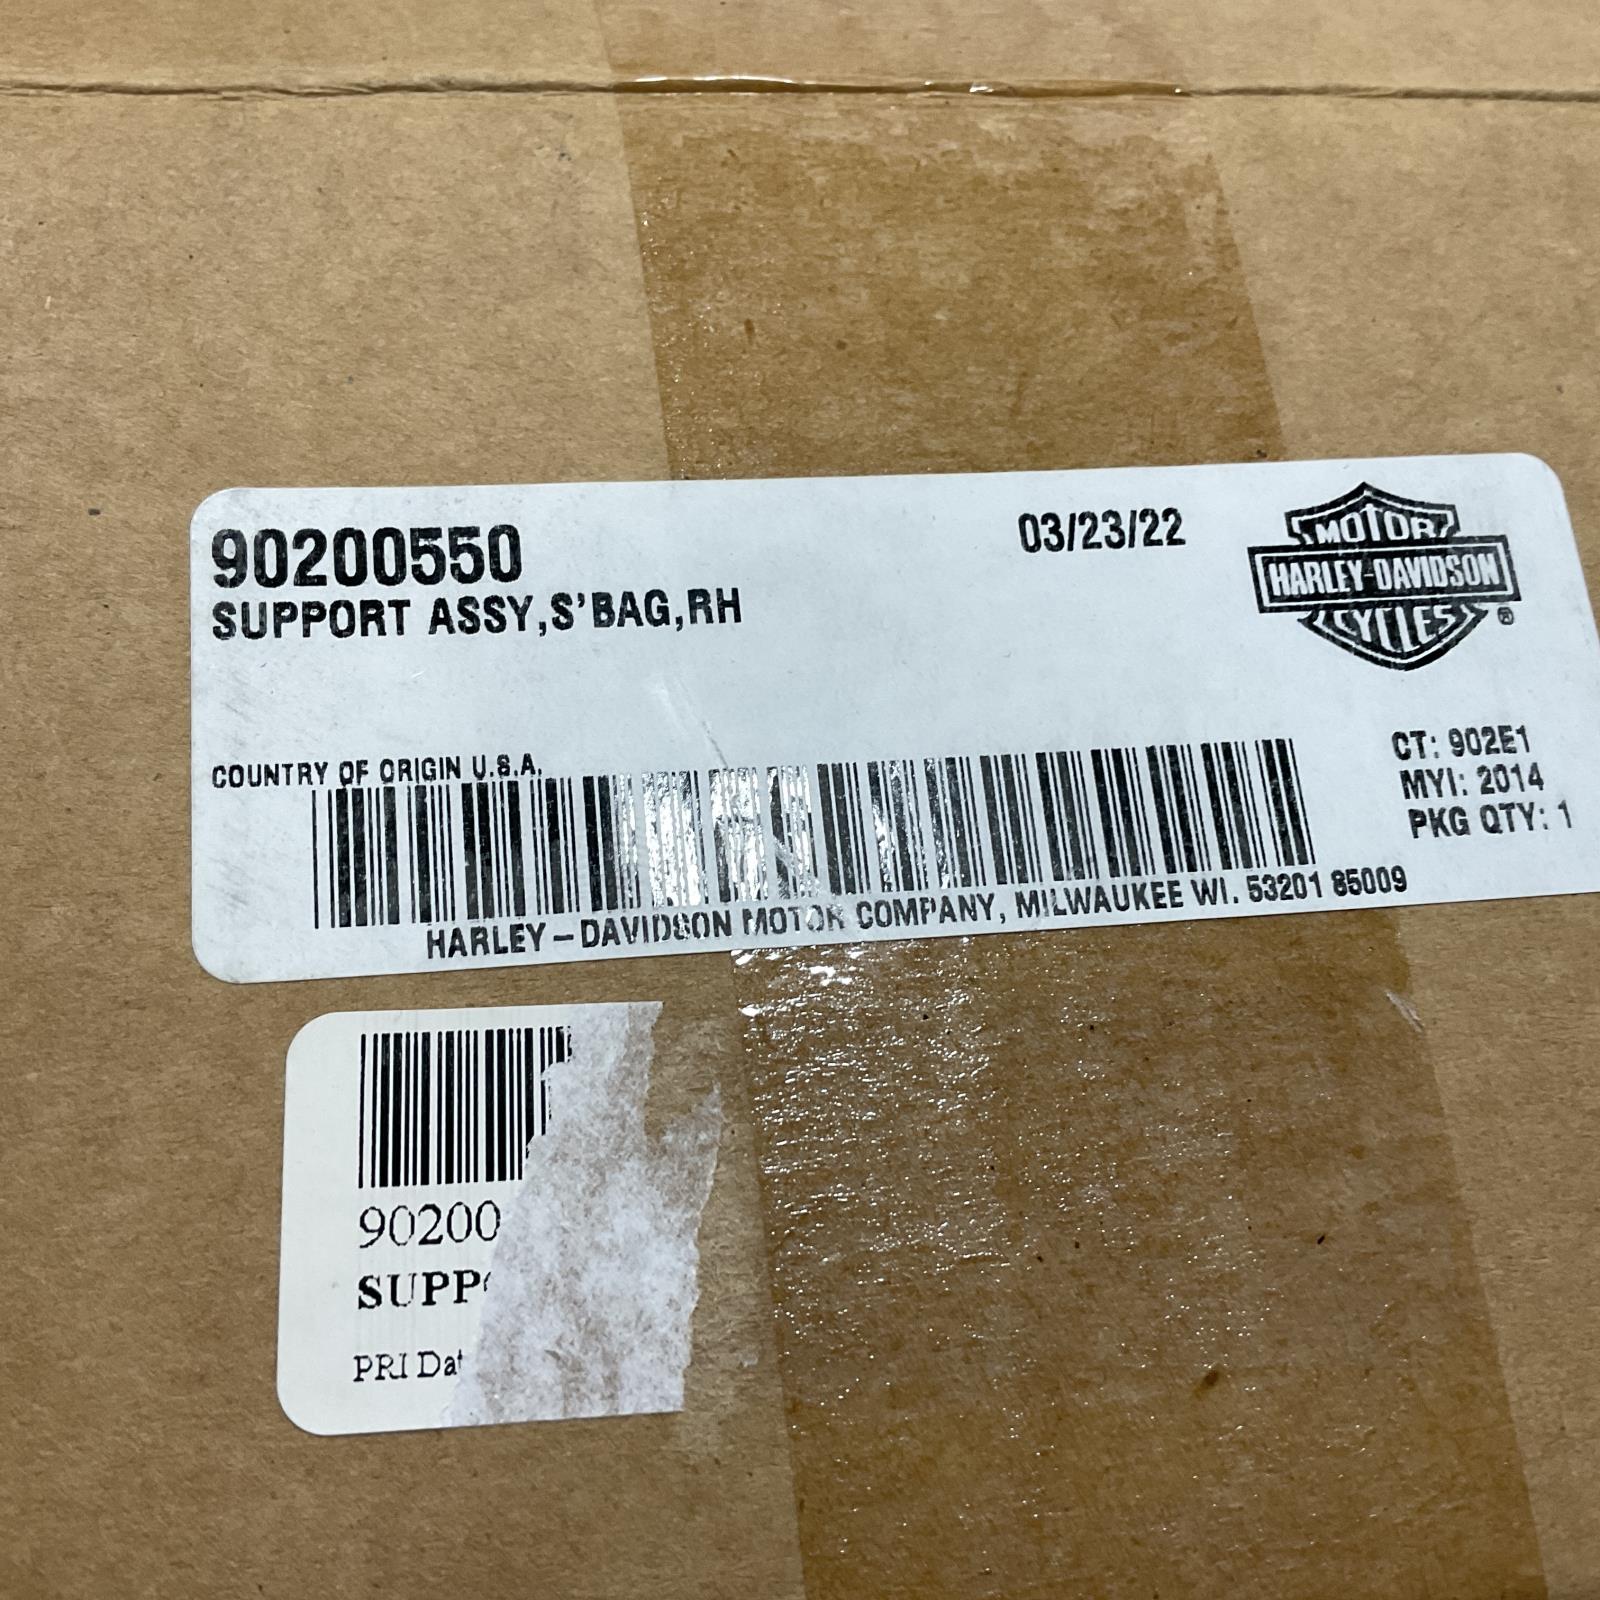 90200550
SUPPORT ASSY,S'BAG,RH
03/23/22
MOTOR
HARLEY-DAVIDSON
CYCLES
®
COUNTRY OF ORIGIN U.S.A.
CT: 902E1
MYI: 2014
PKG QTY: 1
HARLEY-DAVIDSON MOTOR COMPANY, MILWAUKEE WI. 53201 85009
90200
SUPP
PRI Dat